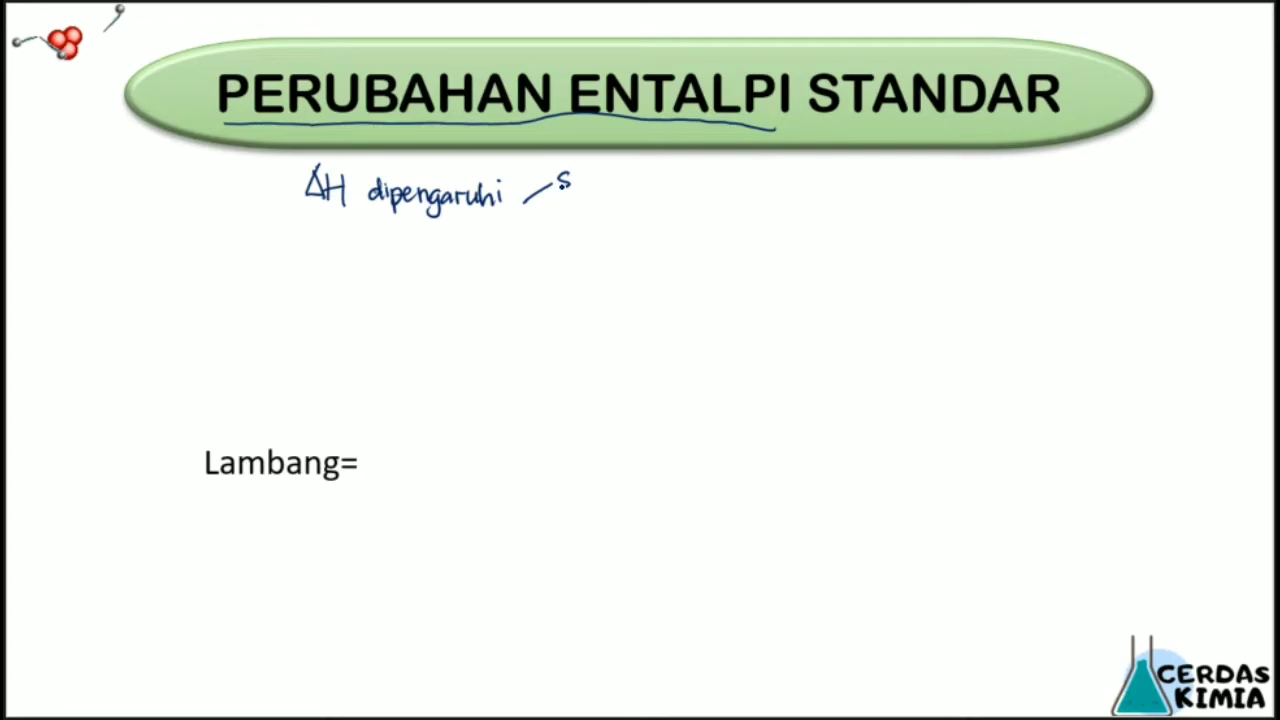 PERUBAHAN ENTALPI STANDAR
ΔH dipengaruhi s
Lambang=
CERDAS
KIMIA